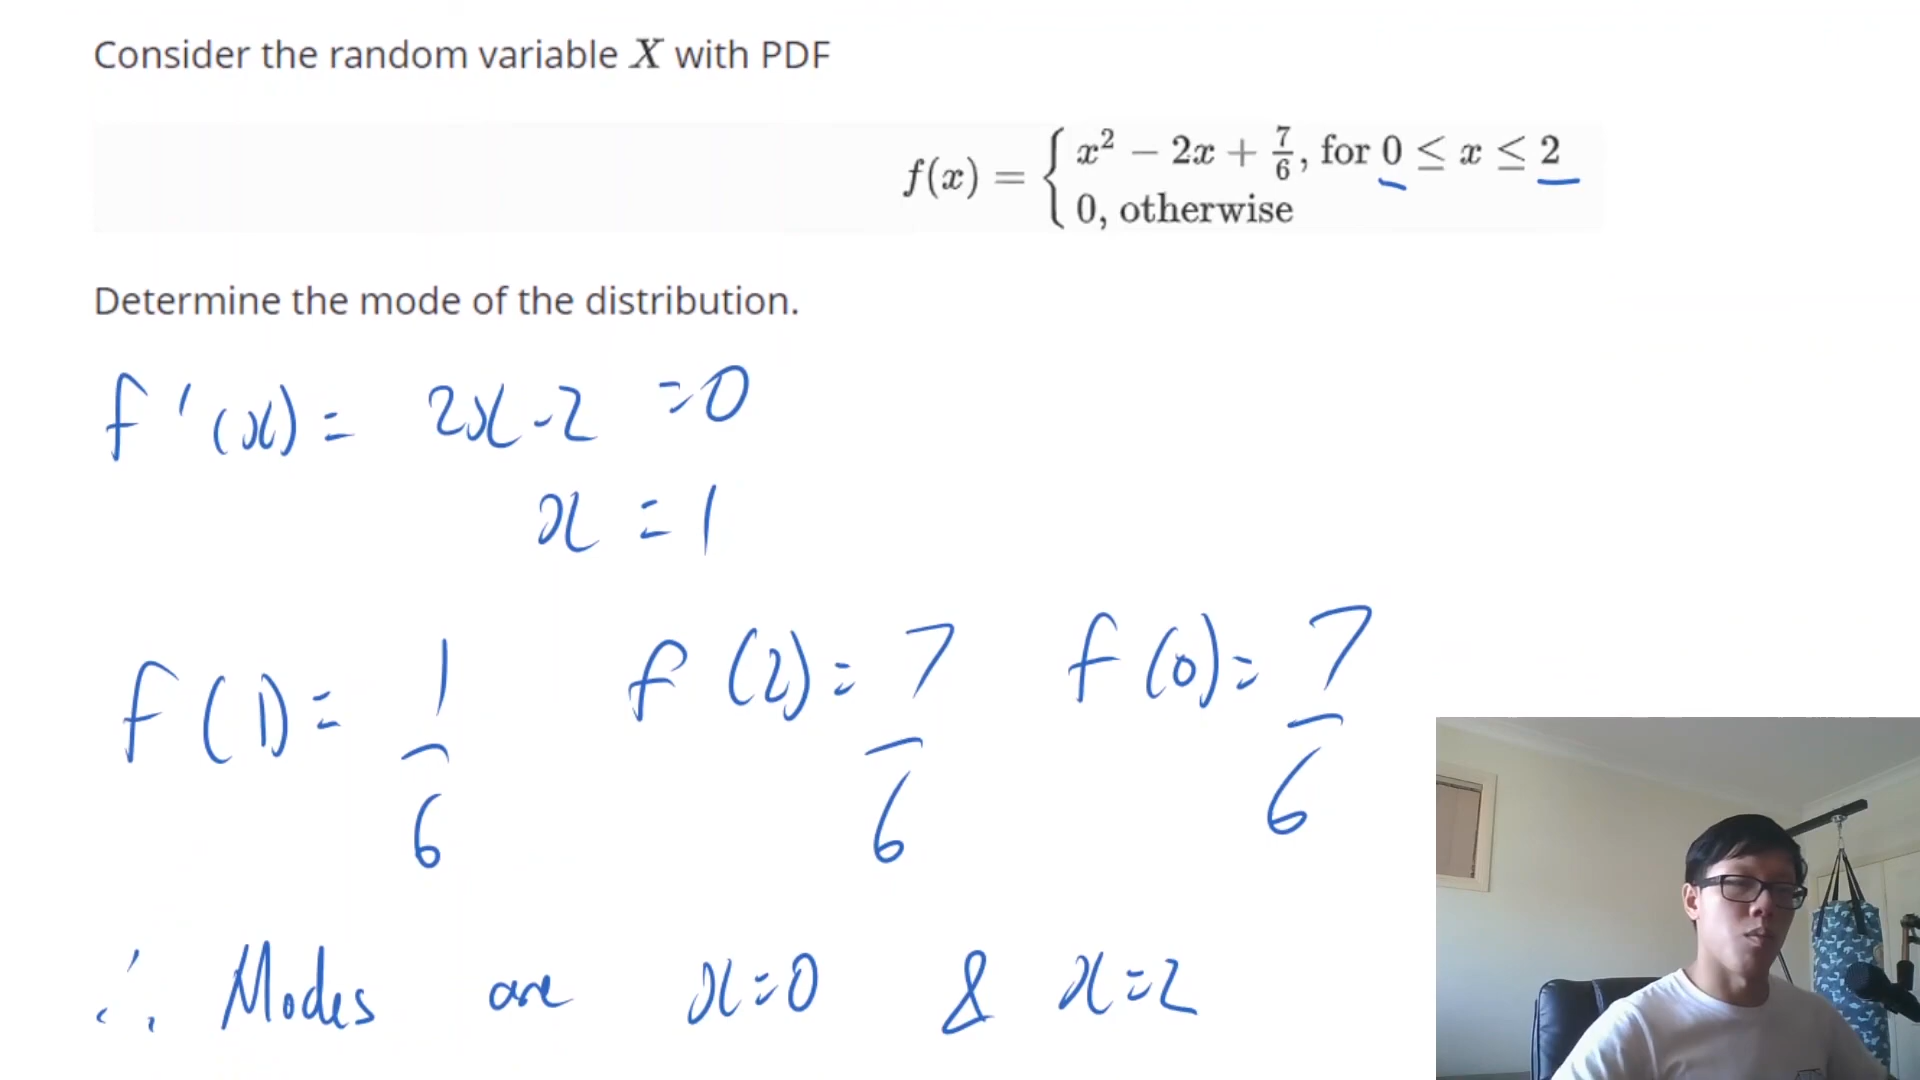 Consider the random variable X with PDF
f(x) = { x² − 2x + 7/6, for 0 ≤ x ≤ 2
0, otherwise
Determine the mode of the distribution.
f'(x) = 2x - 2 = 0
x = 1
f(1) = 1/6 f(2) = 7/6 f(0) = 7/6
∴ Modes are x=0 & x=2